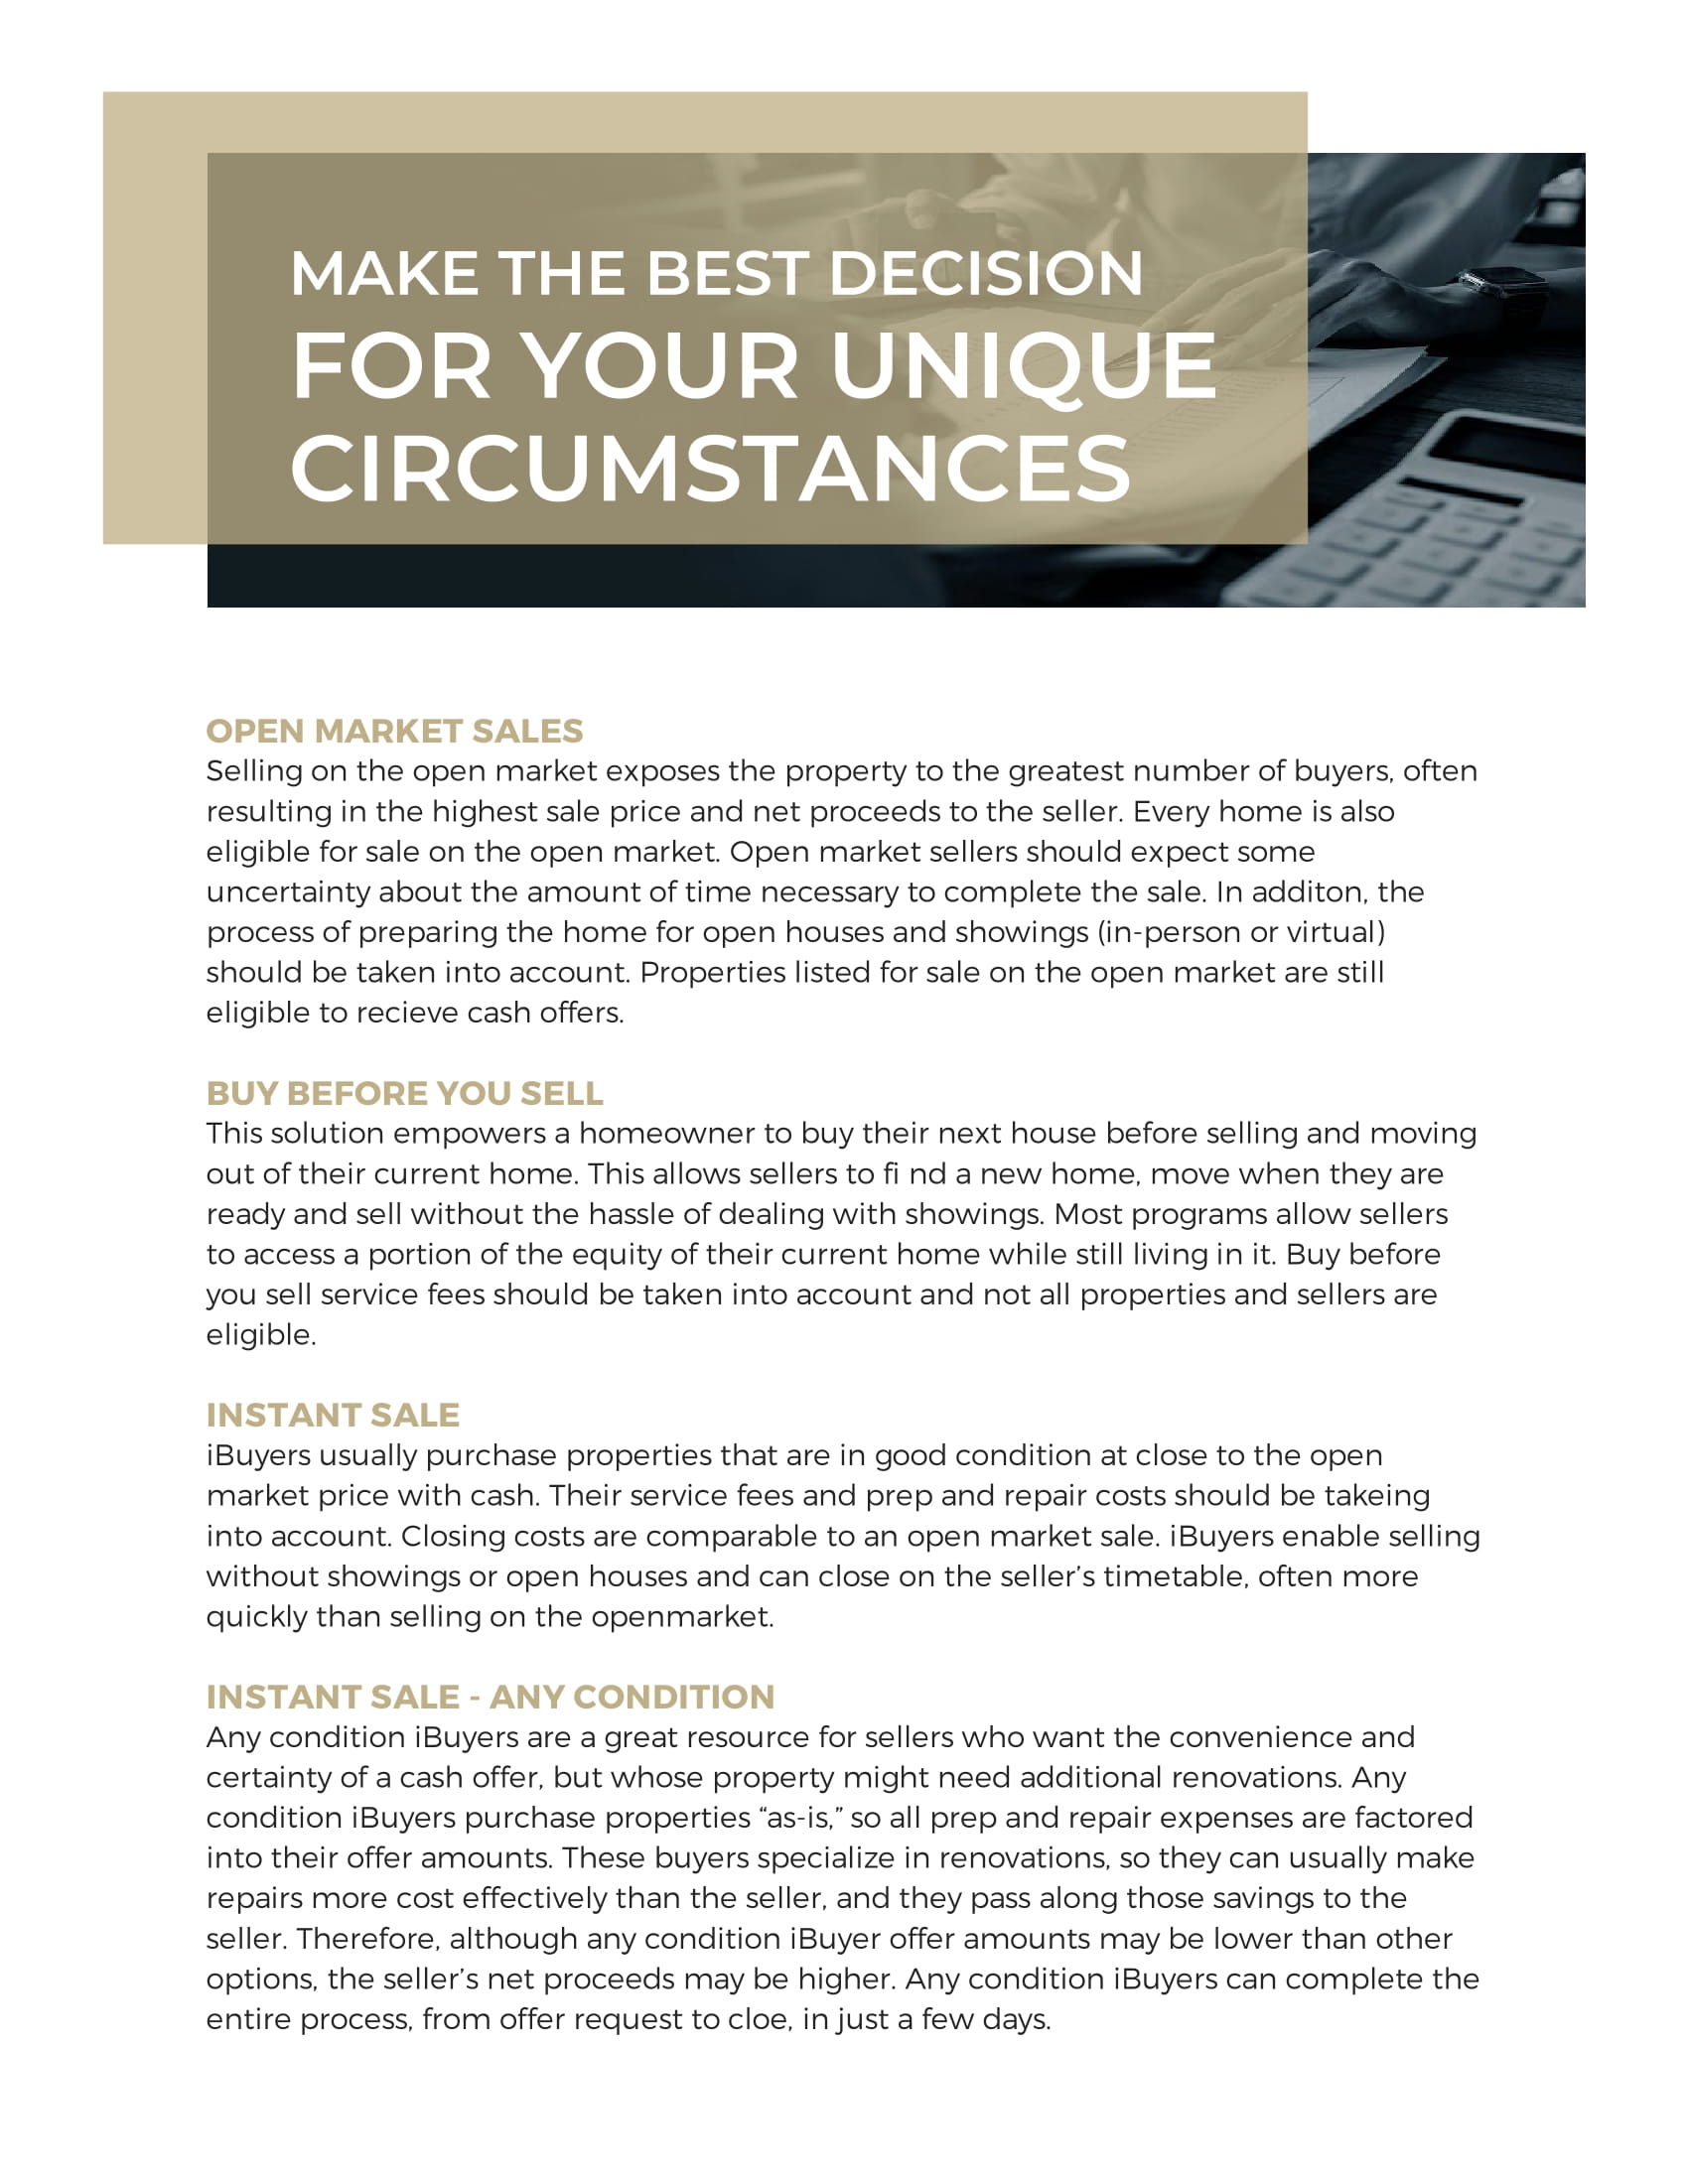 MAKE THE BEST DECISION
FOR YOUR UNIQUE
CIRCUMSTANCES
OPEN MARKET SALES
Selling on the open market exposes the property to the greatest number of buyers, often
resulting in the highest sale price and net proceeds to the seller. Every home is also
eligible for sale on the open market. Open market sellers should expect some
uncertainty about the amount of time necessary to complete the sale. In additon, the
process of preparing the home for open houses and showings (in-person or virtual)
should be taken into account. Properties listed for sale on the open market are still
eligible to recieve cash offers.
BUY BEFORE YOU SELL
This solution empowers a homeowner to buy their next house before selling and moving
out of their current home. This allows sellers to fi nd a new home, move when they are
ready and sell without the hassle of dealing with showings. Most programs allow sellers
to access a portion of the equity of their current home while still living in it. Buy before
you sell service fees should be taken into account and not all properties and sellers are
eligible.
INSTANT SALE
iBuyers usually purchase properties that are in good condition at close to the open
market price with cash. Their service fees and prep and repair costs should be takeing
into account. Closing costs are comparable to an open market sale. iBuyers enable selling
without showings or open houses and can close on the seller’s timetable, often more
quickly than selling on the openmarket.
INSTANT SALE - ANY CONDITION
Any condition iBuyers are a great resource for sellers who want the convenience and
certainty of a cash offer, but whose property might need additional renovations. Any
condition iBuyers purchase properties “as-is,” so all prep and repair expenses are factored
into their offer amounts. These buyers specialize in renovations, so they can usually make
repairs more cost effectively than the seller, and they pass along those savings to the
seller. Therefore, although any condition iBuyer offer amounts may be lower than other
options, the seller’s net proceeds may be higher. Any condition iBuyers can complete the
entire process, from offer request to cloe, in just a few days.